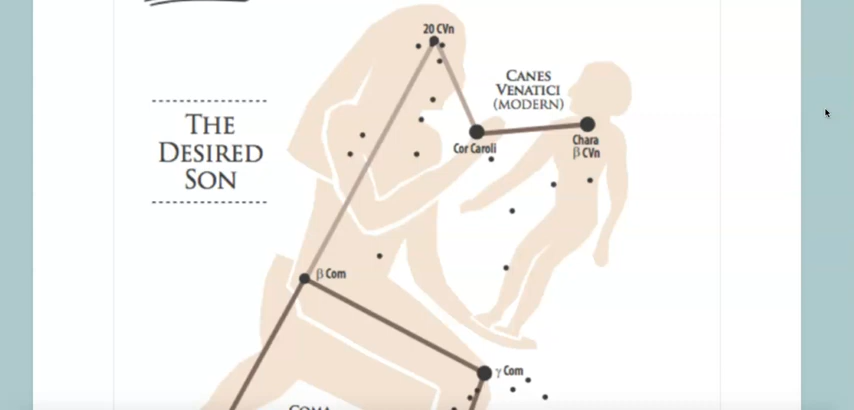 20 CVn
CANES
VENATICI
(MODERN)
THE
DESIRED
SON
Cor Caroli
Chara
β CVn
β Com
γ Com
COMA